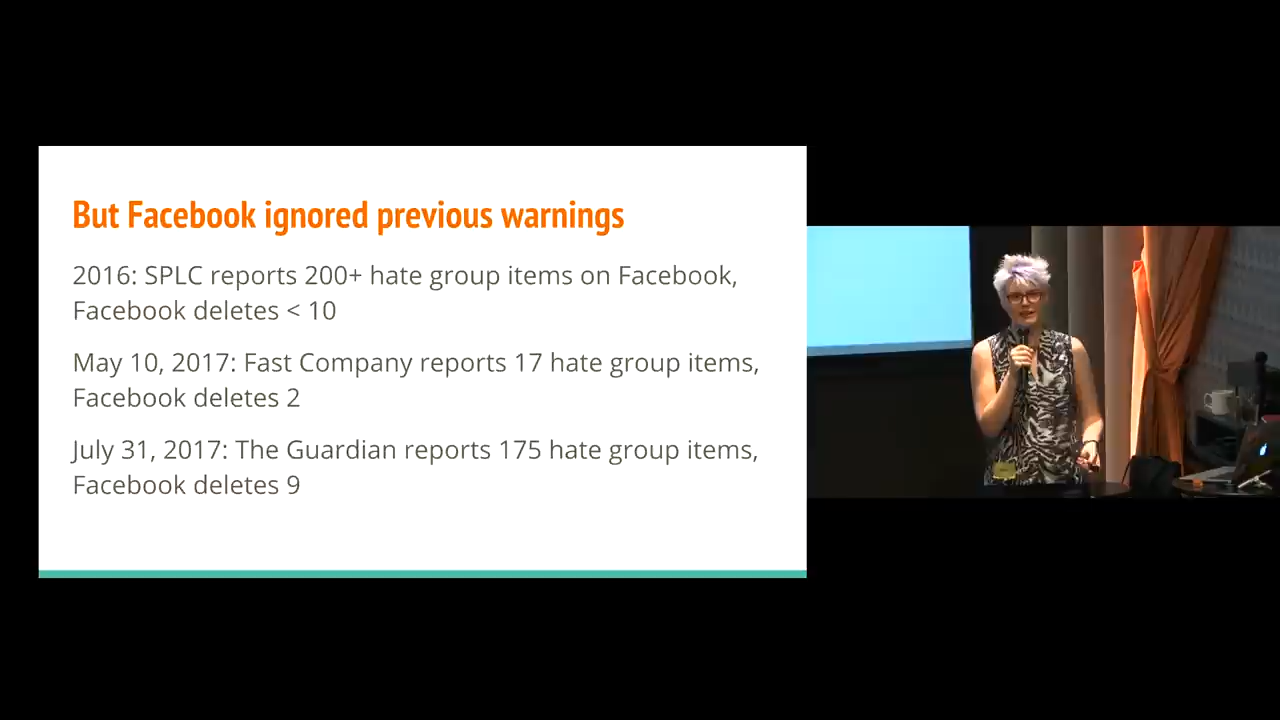 But Facebook ignored previous warnings
2016: SPLC reports 200+ hate group items on Facebook,
Facebook deletes < 10
May 10, 2017: Fast Company reports 17 hate group items,
Facebook deletes 2
July 31, 2017: The Guardian reports 175 hate group items,
Facebook deletes 9